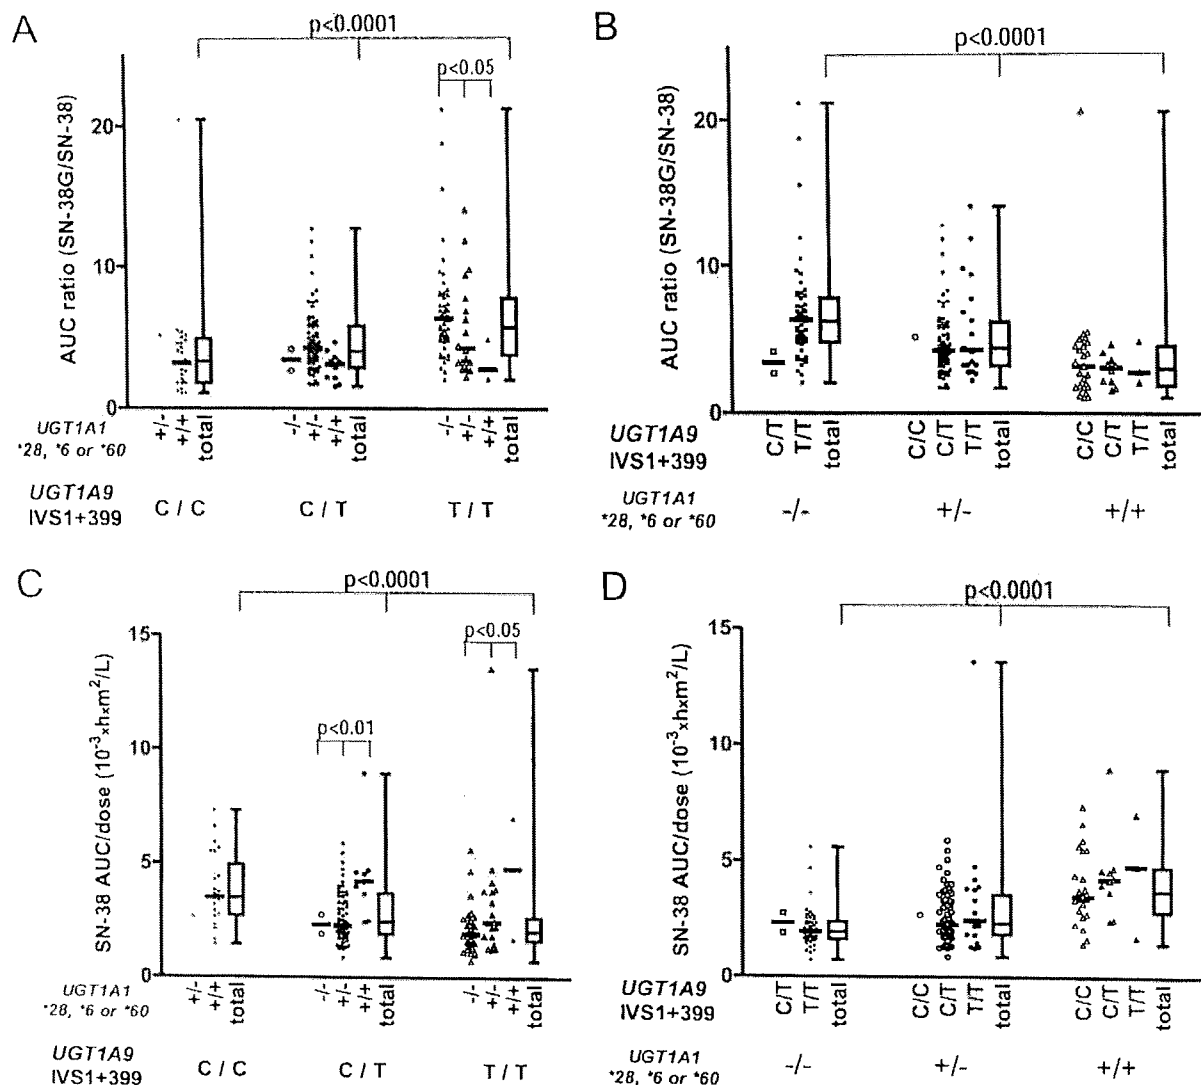 A
p<0.0001
p<0.05
AUC ratio (SN-38G/SN-38)
20
10
0
UGT1A1
*28, *6 or *60
+/-
+/+
total
-/-
+/-
+/+
total
-/-
+/-
+/+
total
UGT1A9
IVS1+399
C / C
C / T
T / T
B
p<0.0001
AUC ratio (SN-38G/SN-38)
20
10
0
UGT1A9
IVS1+399
C/T
T/T
total
C/C
C/T
T/T
total
C/C
C/T
T/T
total
UGT1A1
*28, *6 or *60
-/-
+/-
+/+
C
p<0.0001
p<0.05
p<0.01
SN-38 AUC/dose (10-3xhxm2/L)
15
10
5
0
UGT1A1
*28, *6 or *60
+/-
+/+
total
-/-
+/-
+/+
total
-/-
+/-
+/+
total
UGT1A9
IVS1+399
C / C
C / T
T / T
D
p<0.0001
SN-38 AUC/dose (10-3xhxm2/L)
15
10
5
0
UGT1A9
IVS1+399
C/T
T/T
total
C/C
C/T
T/T
total
C/C
C/T
T/T
total
UGT1A1
*28, *6 or *60
-/-
+/-
+/+